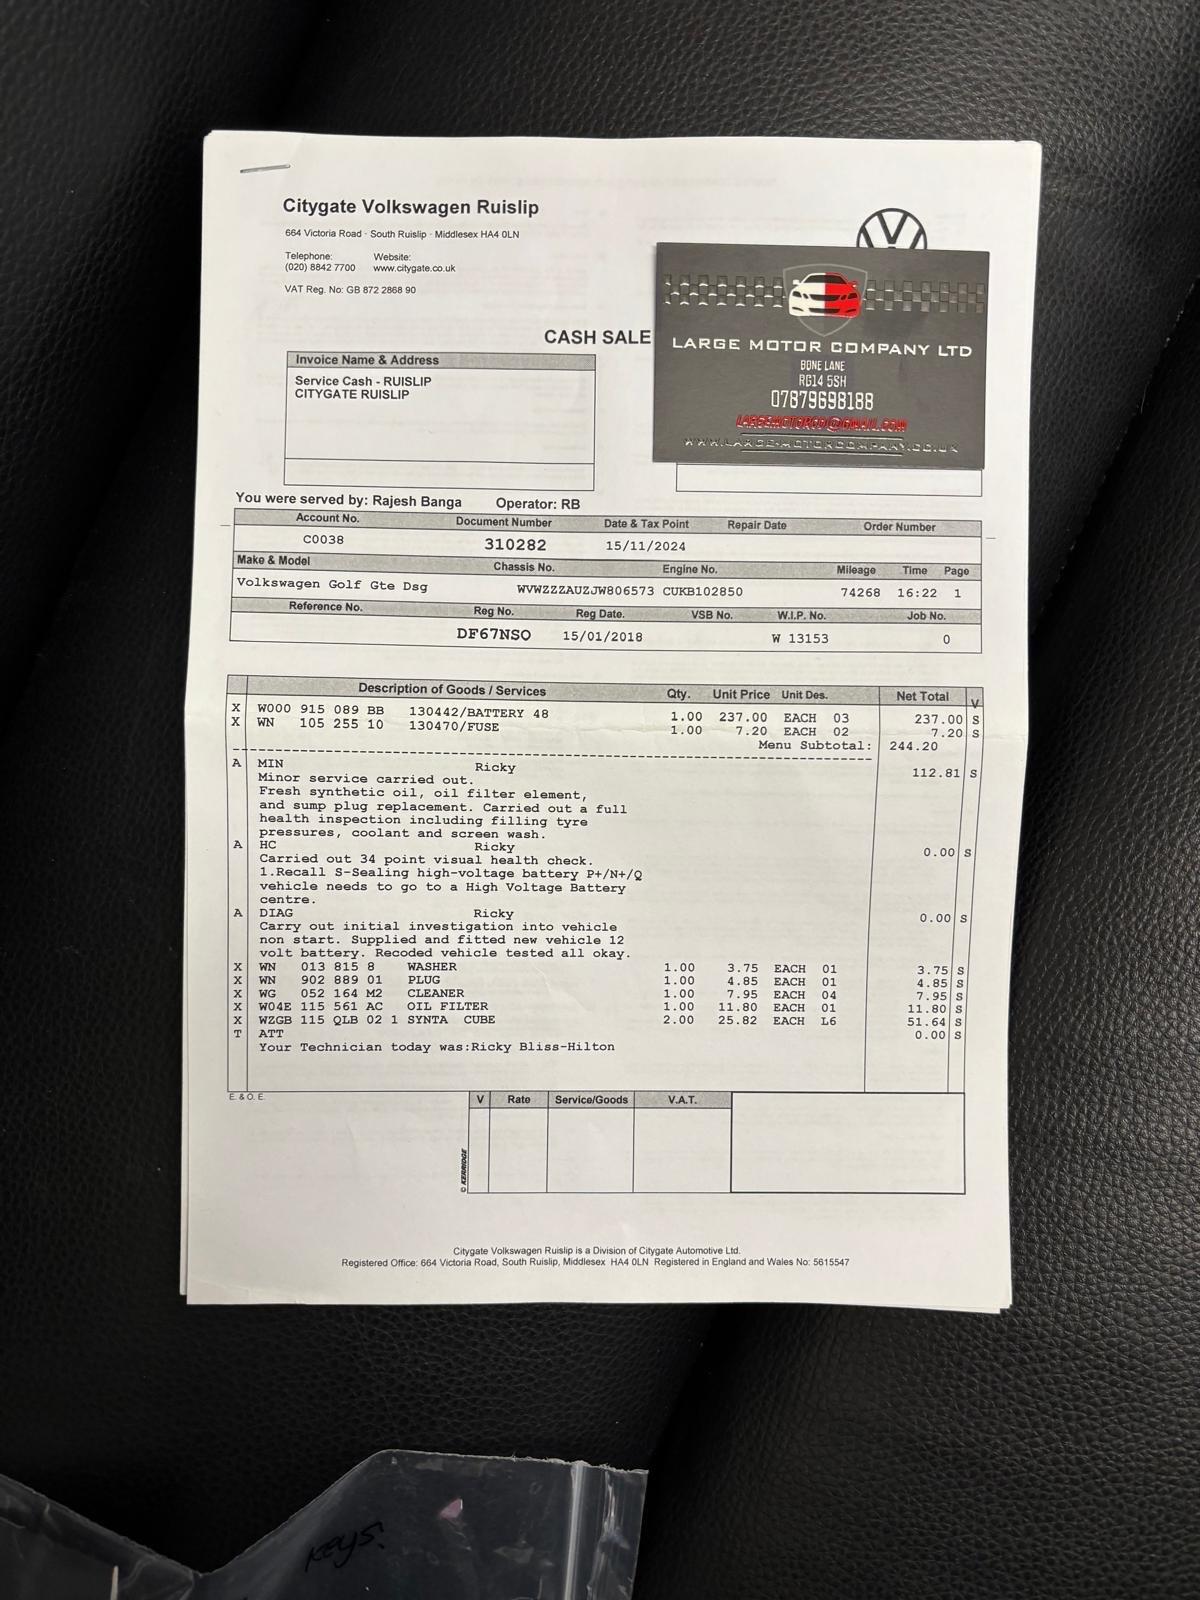 Citygate Volkswagen Ruislip
664 Victoria Road · South Ruislip · Middlesex HA4 0LN
Telephone: Website:
(020) 8842 7700 www.citygate.co.uk
VAT Reg. No: GB 872 2868 90
LARGE MOTOR COMPANY LTD
BONE LANE
RG14 5SH
07879698188
LARGEMOTORCO@GMAIL.COM
WWW.LARGE-MOTORCOMPANY.CO.UK
CASH SALE
Invoice Name & Address
Service Cash - RUISLIP
CITYGATE RUISLIP
You were served by: Rajesh Banga Operator: RB
Account No. Document Number Date & Tax Point Repair Date Order Number
C0038 310282 15/11/2024
Make & Model Chassis No. Engine No. Mileage Time Page
Volkswagen Golf Gte Dsg WVWZZZAUZJW806573 CUKB102850 74268 16:22 1
Reference No. Reg No. Reg Date. VSB No. W.I.P. No. Job No.
DF67NSO 15/01/2018 W 13153 0
Description of Goods / Services Qty. Unit Price Unit Des. Net Total V
X W000 915 089 BB 130442/BATTERY 48 1.00 237.00 EACH 03 237.00 S
X WN 105 255 10 130470/FUSE 1.00 7.20 EACH 02 7.20 S
Menu Subtotal: 244.20
A MIN Ricky 112.81 S
Minor service carried out.
Fresh synthetic oil, oil filter element,
and sump plug replacement. Carried out a full
health inspection including filling tyre
pressures, coolant and screen wash.
A HC Ricky 0.00 S
Carried out 34 point visual health check.
1.Recall S-Sealing high-voltage battery P+/N+/Q
vehicle needs to go to a High Voltage Battery
centre.
A DIAG Ricky 0.00 S
Carry out initial investigation into vehicle
non start. Supplied and fitted new vehicle 12
volt battery. Recoded vehicle tested all okay.
X WN 013 815 8 WASHER 1.00 3.75 EACH 01 3.75 S
X WN 902 889 01 PLUG 1.00 4.85 EACH 01 4.85 S
X WG 052 164 M2 CLEANER 1.00 7.95 EACH 04 7.95 S
X W04E 115 561 AC OIL FILTER 1.00 11.80 EACH 01 11.80 S
X WZGB 115 QLB 02 1 SYNTA CUBE 2.00 25.82 EACH L6 51.64 S
T ATT 0.00 S
Your Technician today was:Ricky Bliss-Hilton
E. & O. E.
V Rate Service/Goods V.A.T.
© KERRIDGE
Citygate Volkswagen Ruislip is a Division of Citygate Automotive Ltd.
Registered Office: 664 Victoria Road, South Ruislip, Middlesex HA4 0LN Registered in England and Wales No: 5615547
keys.